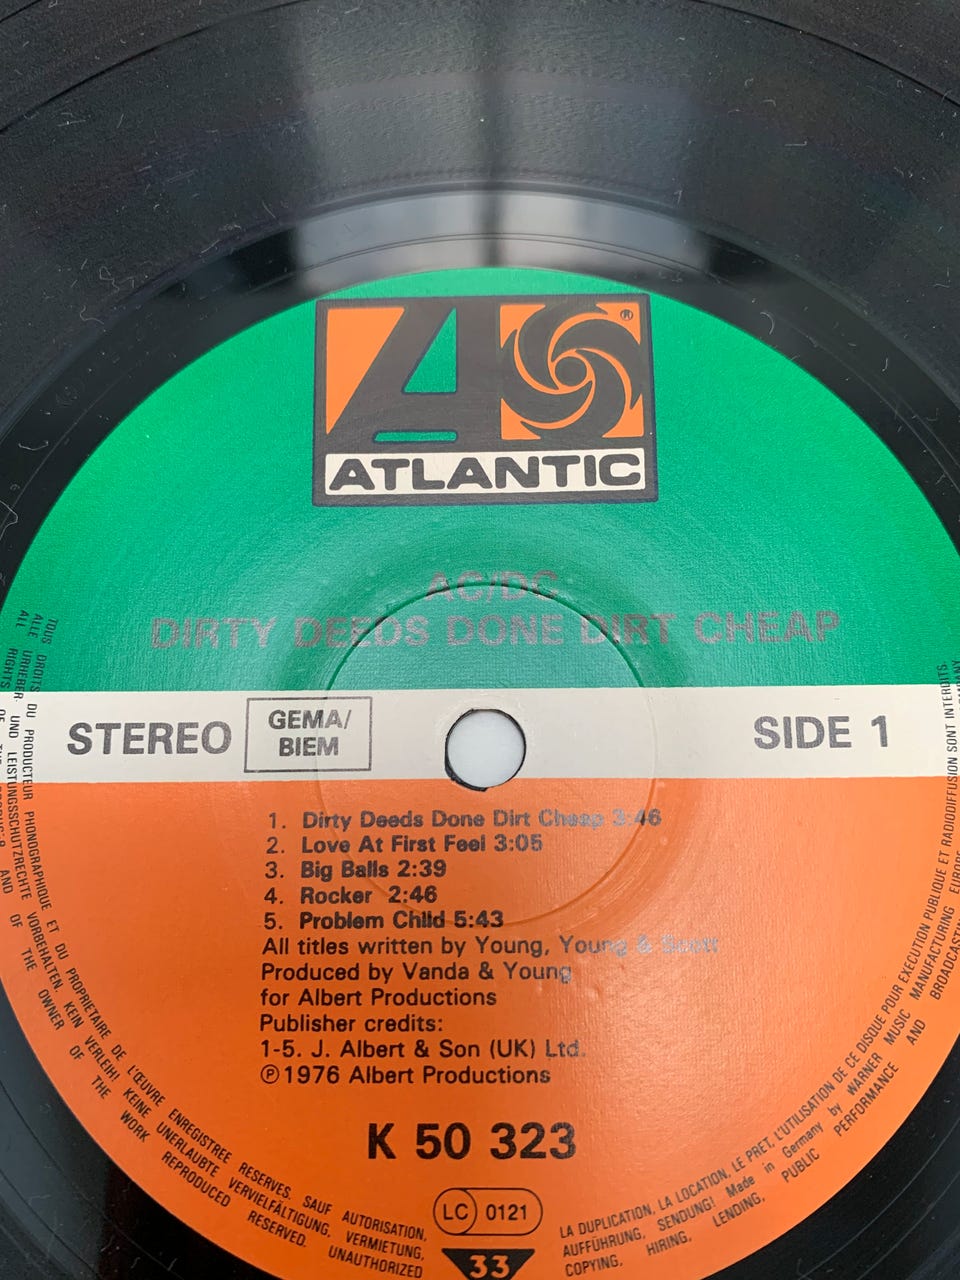 ®
ATLANTIC
AC/DC
DIRTY DEEDS DONE DIRT CHEAP
STEREO
GEMA/
BIEM
SIDE 1
1. Dirty Deeds Done Dirt Cheap 3:46
2. Love At First Feel 3:05
3. Big Balls 2:39
4. Rocker 2:46
5. Problem Child 5:43
All titles written by Young, Young & Scott
Produced by Vanda & Young
for Albert Productions
Publisher credits:
1-5. J. Albert & Son (UK) Ltd.
℗ 1976 Albert Productions
K 50 323
LC 0121
33
TOUS DROITS DU PRODUCTEUR PHONOGRAPHIQUE ET DU PROPRIETAIRE DE L'ŒUVRE ENREGISTREE RESERVES. SAUF AUTORISATION,
LA DUPLICATION, LA LOCATION, LE PRET, L'UTILISATION DE CE DISQUE POUR EXECUTION PUBLIQUE ET RADIODIFFUSION SONT INTERDITS.
ALLE URHEBER- UND LEISTUNGSSCHUTZRECHTE VORBEHALTEN. KEIN VERLEIH! KEINE UNERLAUBTE VERVIELFÄLTIGUNG, VERMIETUNG,
AUFFÜHRUNG, SENDUNG! Made in Germany by WARNER MUSIC MANUFACTURING EUROPE
ALL RIGHTS OF THE PRODUCER AND OF THE OWNER OF THE WORK REPRODUCED RESERVED. UNAUTHORIZED
COPYING, HIRING, LENDING, PUBLIC PERFORMANCE AND BROADCASTING